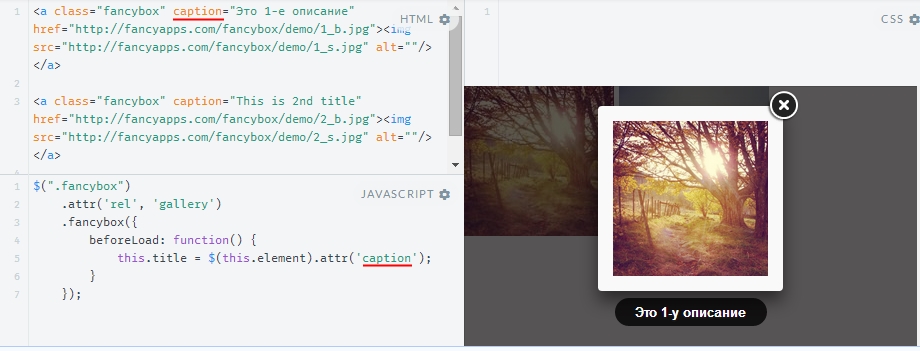 HTML
1 <a class="fancybox" caption="Это 1-е описание"
href="http://fancyapps.com/fancybox/demo/1_b.jpg"><img
src="http://fancyapps.com/fancybox/demo/1_s.jpg" alt=""/>
</a>
2
3 <a class="fancybox" caption="This is 2nd title"
href="http://fancyapps.com/fancybox/demo/2_b.jpg"><img
src="http://fancyapps.com/fancybox/demo/2_s.jpg" alt=""/>
</a>
JAVASCRIPT
1 $(".fancybox")
2 .attr('rel', 'gallery')
3 .fancybox({
4 beforeLoad: function() {
5 this.title = $(this.element).attr('caption');
6 }
7 });
1
CSS
Это 1-у описание